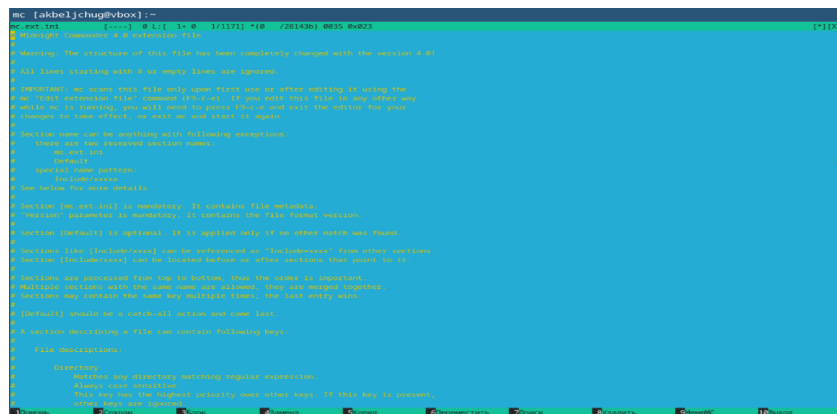 mc [akbeljchug@vbox]:~
mc.ext.ini [----] 0 L:[ 1+ 0 1/1171] *(0 /28143b) 0035 0x023 [*][X
# Midnight Commander 4.0 extension file
#
# Warning: The structure of this file has been completely changed with the version 4.0!
#
# All lines starting with # or empty lines are ignored.
#
# IMPORTANT: mc scans this file only upon first use or after editing it using the
# mc "Edit extension file" command (F9-c-e). If you edit this file in any other way
# while mc is running, you will need to press F9-c-e and exit the editor for your
# changes to take effect, or exit mc and start it again.
#
# Section name can be anything with following exceptions:
# there are two reserved section names:
# mc.ext.ini
# Default
# special name pattern:
# Include/xxxxx
# See below for more details.
#
# Section [mc.ext.ini] is mandatory. It contains file metadata.
# "Version" parameter is mandatory. It contains the file format version.
#
# Section [Default] is optional. It is applied only if no other match was found.
#
# Sections like [Include/xxxx] can be referenced as "Include=xxxx" from other sections.
# Section [Include/xxxx] can be located before or after sections that point to it.
#
# Sections are processed from top to bottom, thus the order is important.
# Multiple sections with the same name are allowed, they are merged together.
# Sections may contain the same key multiple times, the last entry wins.
#
# [Default] should be a catch-all action and come last.
#
# A section describing a file can contain following keys:
#
# File descriptions:
#
# Directory
# Matches any directory matching regular expression.
# Always case sensitive.
# This key has the highest priority over other keys. If this key is present,
# other keys are ignored.
1Помощь 2Сохран 3Блок 4Замена 5Копия 6Переместить 7Поиск 8Удалить 9МенюMC 10Выход